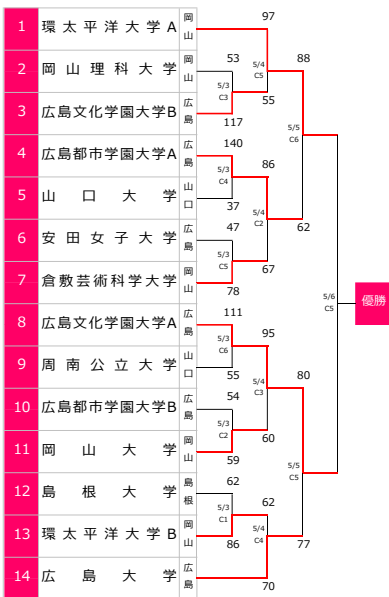 1 環太平洋大学A 岡山
2 岡山理科大学 岡山
3 広島文化学園大学B 広島
4 広島都市学園大学A 広島
5 山口大学 山口
6 安田女子大学 広島
7 倉敷芸術科学大学 岡山
8 広島文化学園大学A 広島
9 周南公立大学 山口
10 広島都市学園大学B 広島
11 岡山大学 岡山
12 島根大学 島根
13 環太平洋大学B 岡山
14 広島大学 広島
97
53
5/3
C3
117
5/4
C5
55
88
140
5/3
C4
37
86
5/4
C2
47
5/3
C5
78
67
5/5
C6
62
111
5/3
C6
55
95
5/4
C3
54
5/3
C2
59
60
80
62
5/3
C1
86
62
5/4
C4
70
5/5
C5
77
5/6
C5
優勝